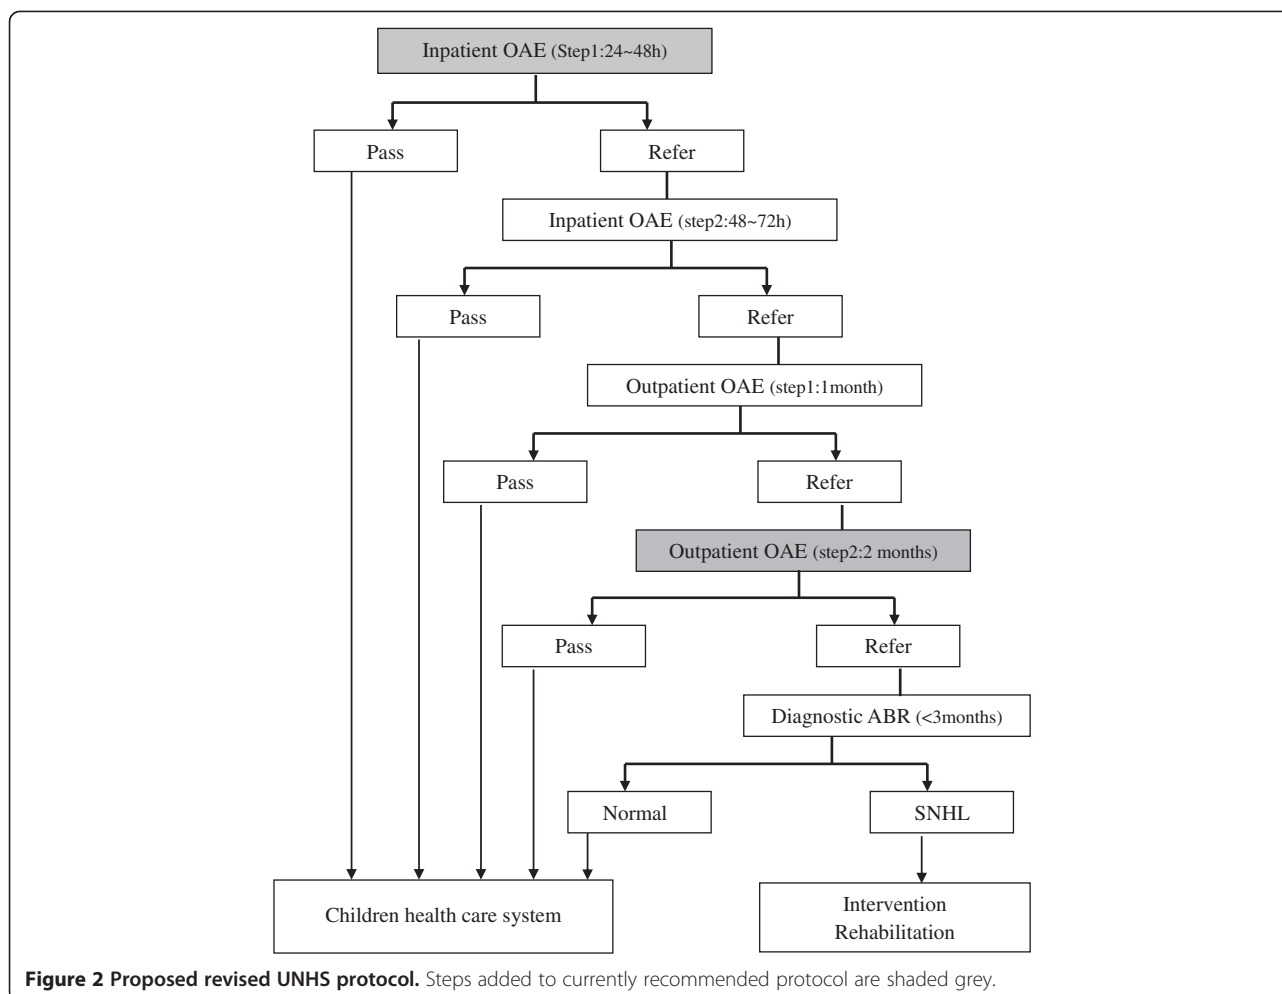 Inpatient OAE (Step1:24~48h)
Pass
Refer
Inpatient OAE (step2:48~72h)
Pass
Refer
Outpatient OAE (step1:1month)
Pass
Refer
Outpatient OAE (step2:2 months)
Pass
Refer
Diagnostic ABR (<3months)
Normal
SNHL
Children health care system
Intervention
Rehabilitation
Figure 2 Proposed revised UNHS protocol. Steps added to currently recommended protocol are shaded grey.